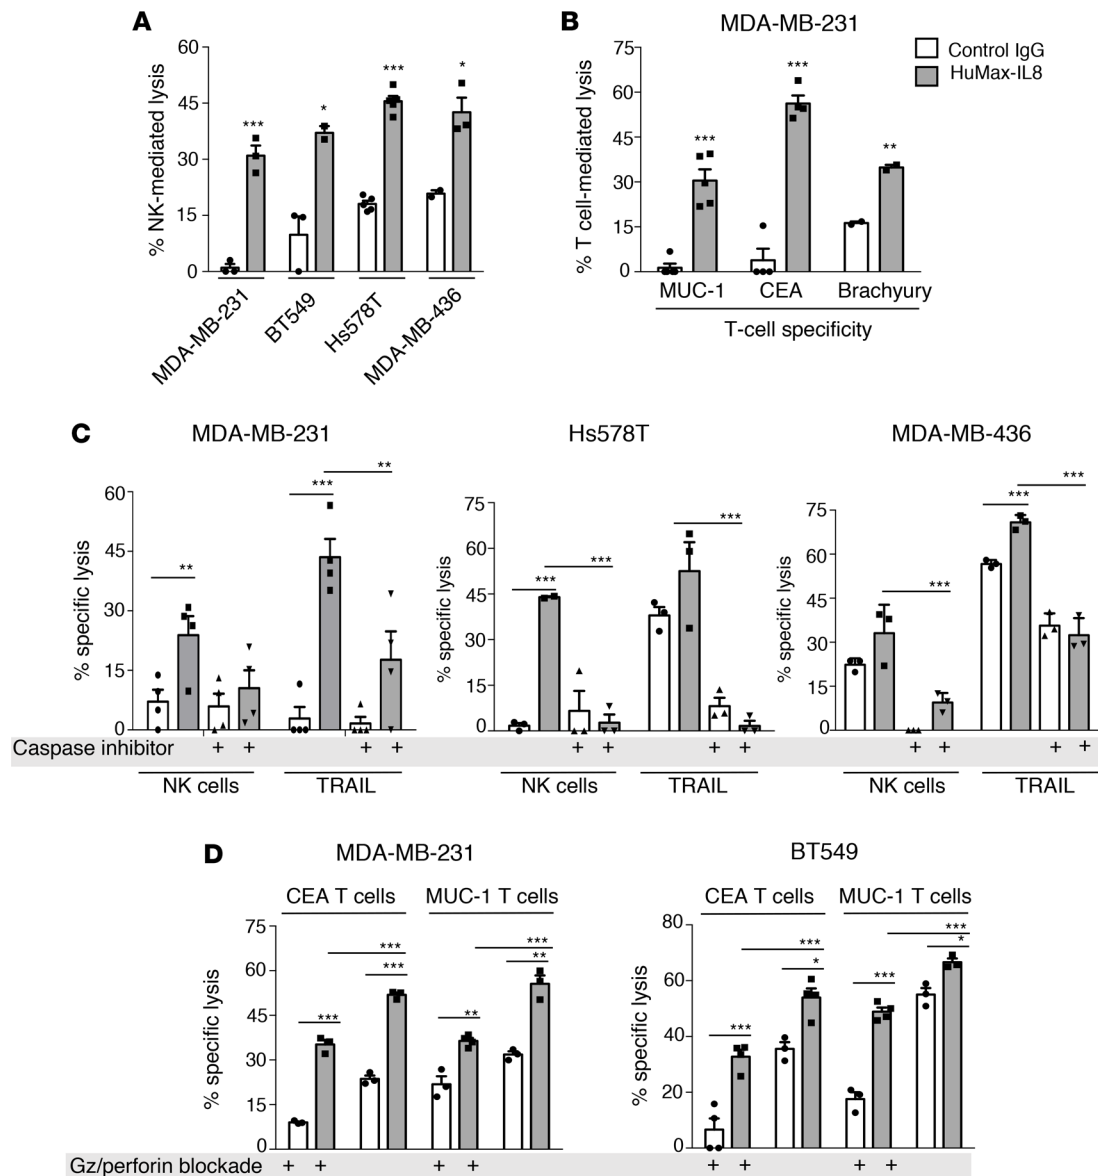 A
% NK-mediated lysis
60
45
30
15
0
***
*
***
*
MDA-MB-231
BT549
Hs578T
MDA-MB-436
B
MDA-MB-231
Control IgG
HuMax-IL8
% T cell-mediated lysis
75
60
45
30
15
0
***
***
**
MUC-1 CEA Brachyury
T-cell specificity
C
MDA-MB-231
% specific lysis
60
45
30
15
0
**
***
**
Hs578T
% specific lysis
75
60
45
30
15
0
***
***
***
MDA-MB-436
% specific lysis
75
60
45
30
15
0
***
***
***
Caspase inhibitor + + + + + + + + + + + +
NK cells TRAIL NK cells TRAIL NK cells TRAIL
D
MDA-MB-231
CEA T cells MUC-1 T cells
% specific lysis
75
60
45
30
15
0
***
***
***
**
***
**
BT549
CEA T cells MUC-1 T cells
% specific lysis
80
60
40
20
0
***
***
*
***
***
*
Gz/perforin blockade + + + + + + + +